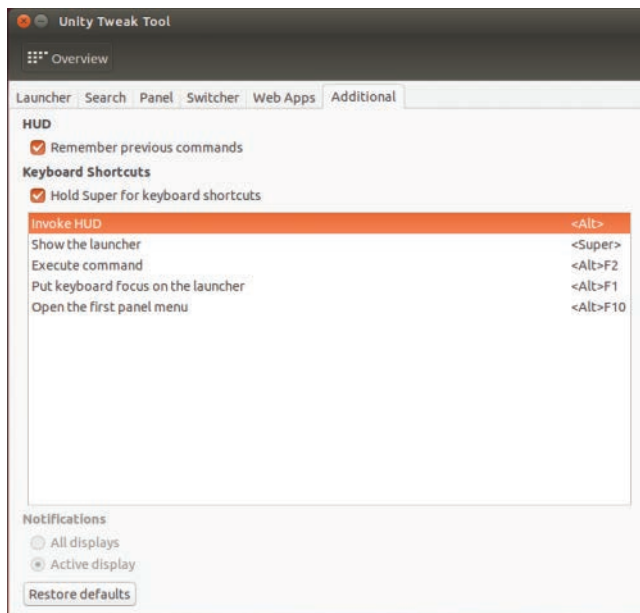 Unity Tweak Tool
Overview
Launcher Search Panel Switcher Web Apps Additional
HUD
Remember previous commands
Keyboard Shortcuts
Hold Super for keyboard shortcuts
Invoke HUD <Alt>
Show the launcher <Super>
Execute command <Alt>F2
Put keyboard focus on the launcher <Alt>F1
Open the first panel menu <Alt>F10
Notifications
All displays
Active display
Restore defaults